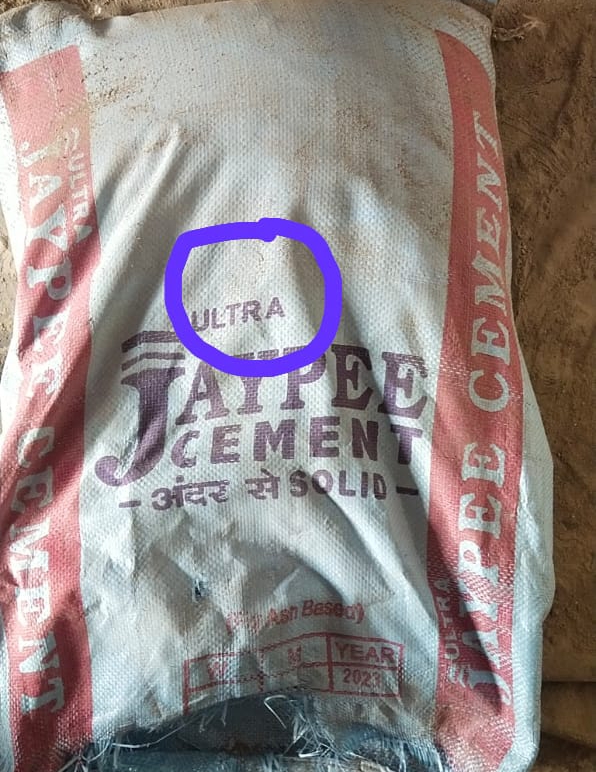 ULTRA
JAYPEE CEMENT
ULTRA
JAYPEE
CEMENT
– अंदर से SOLID –
Ash Based)
W M YEAR
2023
ULTRA
JAYPEE CEMENT